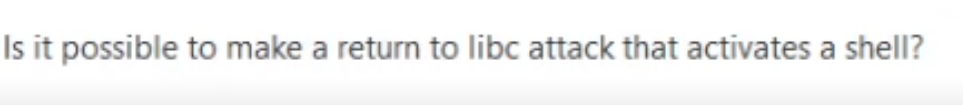 Is it possible to make a return to libc attack that activates a shell?